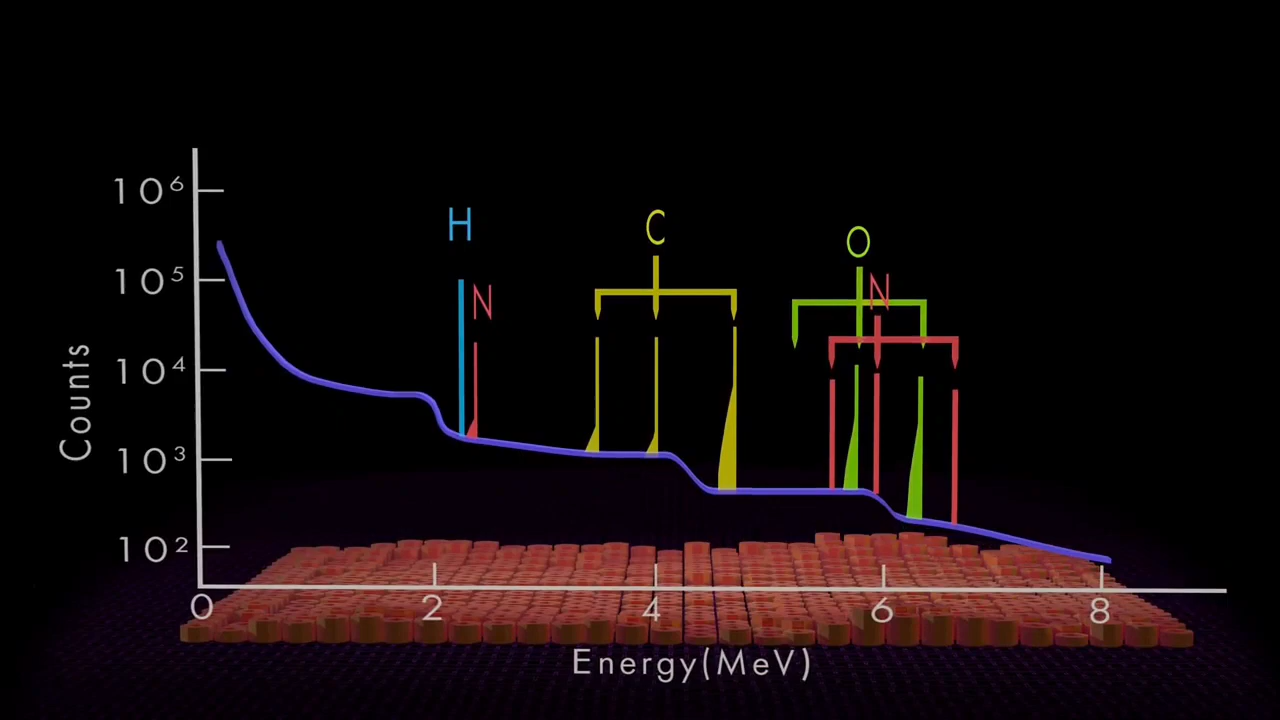 H
C
O
N
N
10⁶
10⁵
10⁴
10³
10²
Counts
0 2 4 6 8
Energy(MeV)